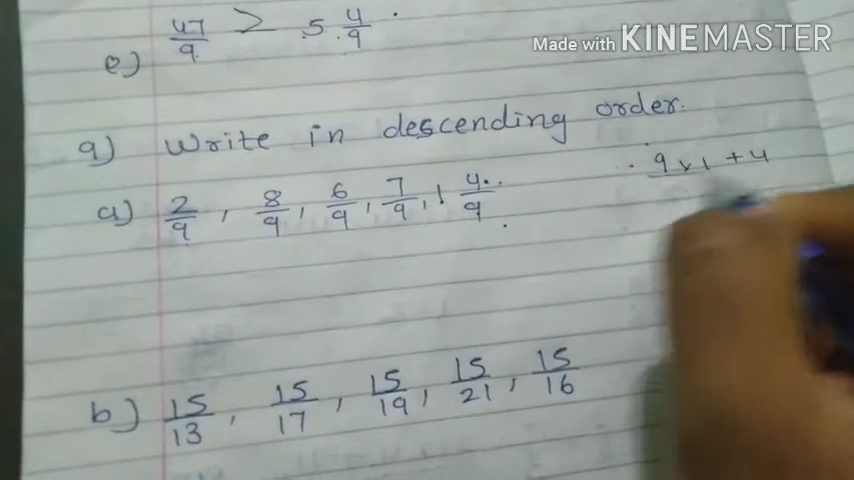 Made with KINEMASTER
e) 47/9 > 5 4/9.
9) Write in descending order.
a) 2/9, 8/9, 6/9, 7/9, 1 4/9.
9 x 1 + 4
b) 15/13, 15/17, 15/19, 15/21, 15/16